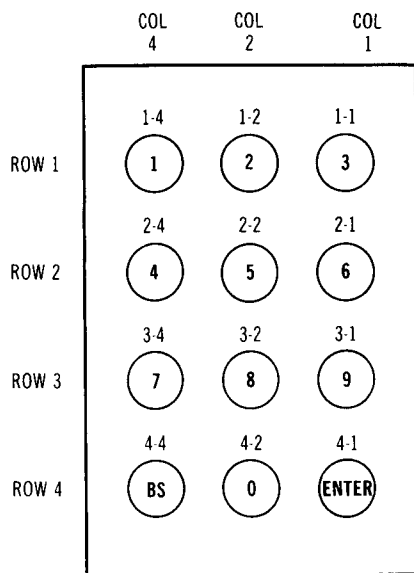 COL COL COL
4 2 1
1-4 1-2 1-1
ROW 1 1 2 3
2-4 2-2 2-1
ROW 2 4 5 6
3-4 3-2 3-1
ROW 3 7 8 9
4-4 4-2 4-1
ROW 4 BS 0 ENTER